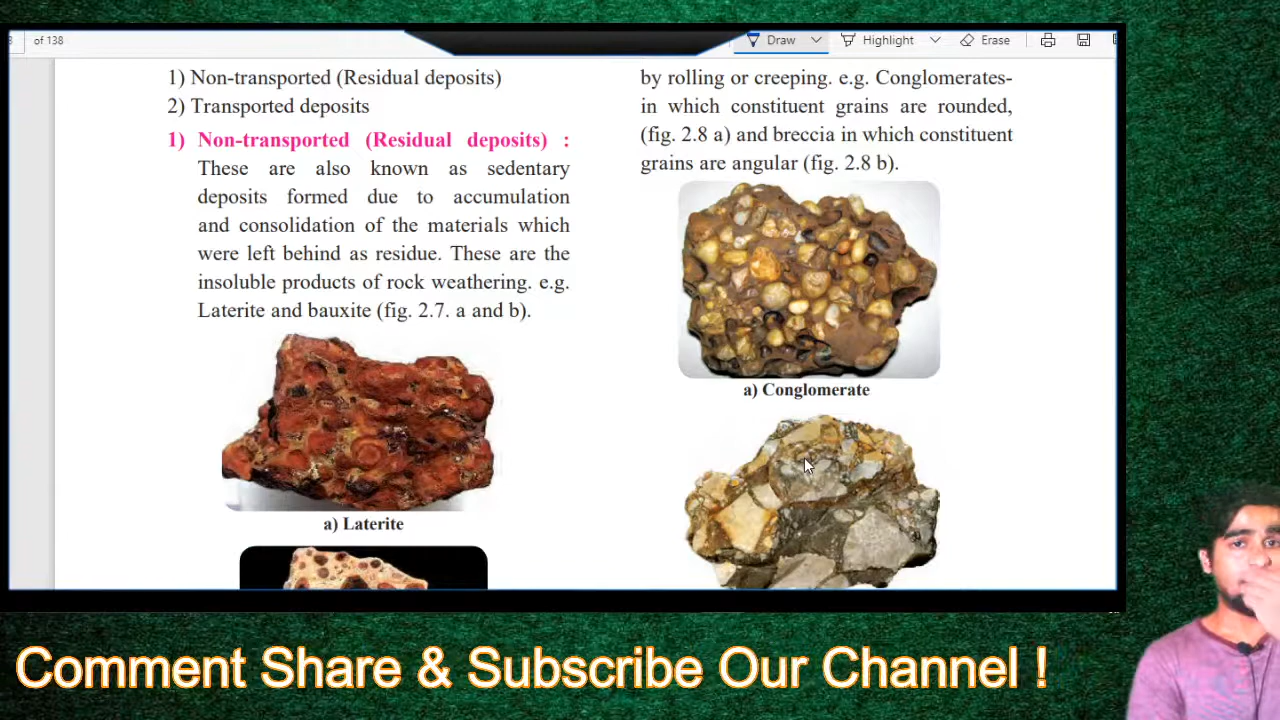 of 138
Draw
Highlight
Erase
1) Non-transported (Residual deposits)
2) Transported deposits
1) Non-transported (Residual deposits) :
These are also known as sedentary
deposits formed due to accumulation
and consolidation of the materials which
were left behind as residue. These are the
insoluble products of rock weathering. e.g.
Laterite and bauxite (fig. 2.7. a and b).
a) Laterite
by rolling or creeping. e.g. Conglomerates-
in which constituent grains are rounded,
(fig. 2.8 a) and breccia in which constituent
grains are angular (fig. 2.8 b).
a) Conglomerate
Comment Share & Subscribe Our Channel !